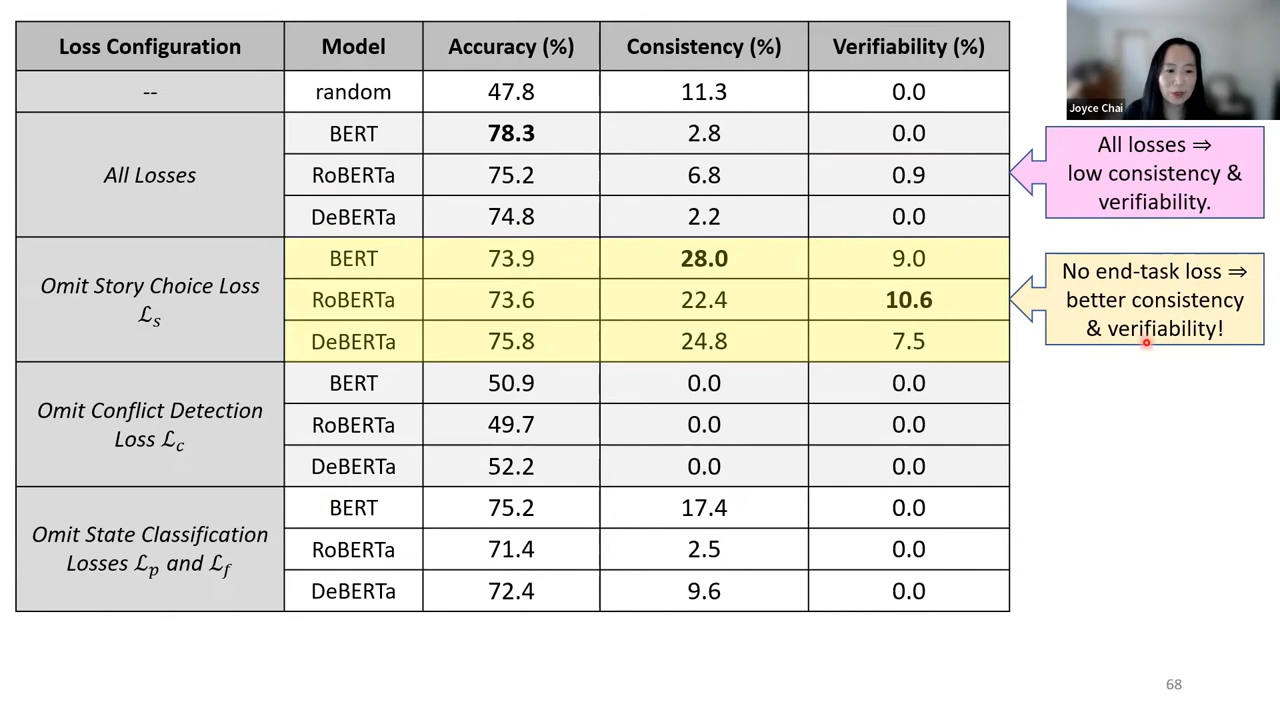 Loss Configuration Model Accuracy (%) Consistency (%) Verifiability (%)
-- random 47.8 11.3 0.0
All Losses
BERT 78.3 2.8 0.0
RoBERTa 75.2 6.8 0.9
DeBERTa 74.8 2.2 0.0
Omit Story Choice Loss
ℒs
BERT 73.9 28.0 9.0
RoBERTa 73.6 22.4 10.6
DeBERTa 75.8 24.8 7.5
Omit Conflict Detection
Loss ℒc
BERT 50.9 0.0 0.0
RoBERTa 49.7 0.0 0.0
DeBERTa 52.2 0.0 0.0
Omit State Classification
Losses ℒp and ℒf
BERT 75.2 17.4 0.0
RoBERTa 71.4 2.5 0.0
DeBERTa 72.4 9.6 0.0
Joyce Chai
All losses ⇒
low consistency &
verifiability.
No end-task loss ⇒
better consistency
& verifiability!
68